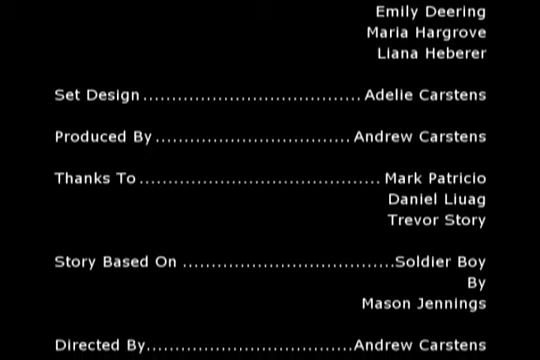 Emily Deering
Maria Hargrove
Liana Heberer
Set Design...................................... Adelie Carstens
Produced By.................................. Andrew Carstens
Thanks To.......................................... Mark Patricio
Daniel Liuag
Trevor Story
Story Based On .....................................Soldier Boy
By
Mason Jennings
Directed By....................................Andrew Carstens